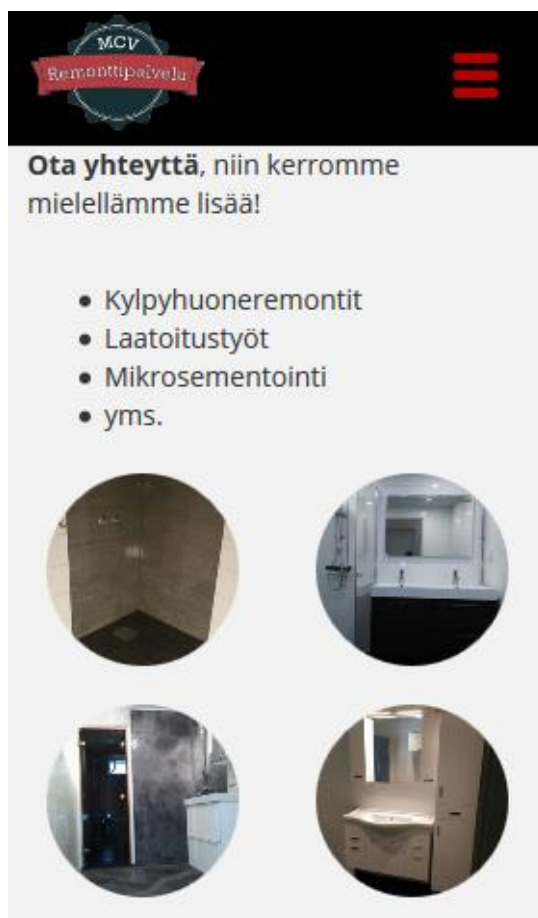 MCV
Remonttipalvelu
Ota yhteyttä, niin kerromme
mielellämme lisää!
• Kylpyhuoneremontit
• Laatoitustyöt
• Mikrosementointi
• yms.